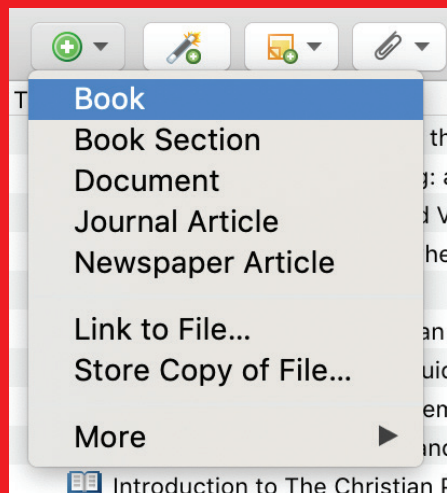 Book
Book Section
Document
Journal Article
Newspaper Article
Link to File...
Store Copy of File...
More
Introduction to The Christian